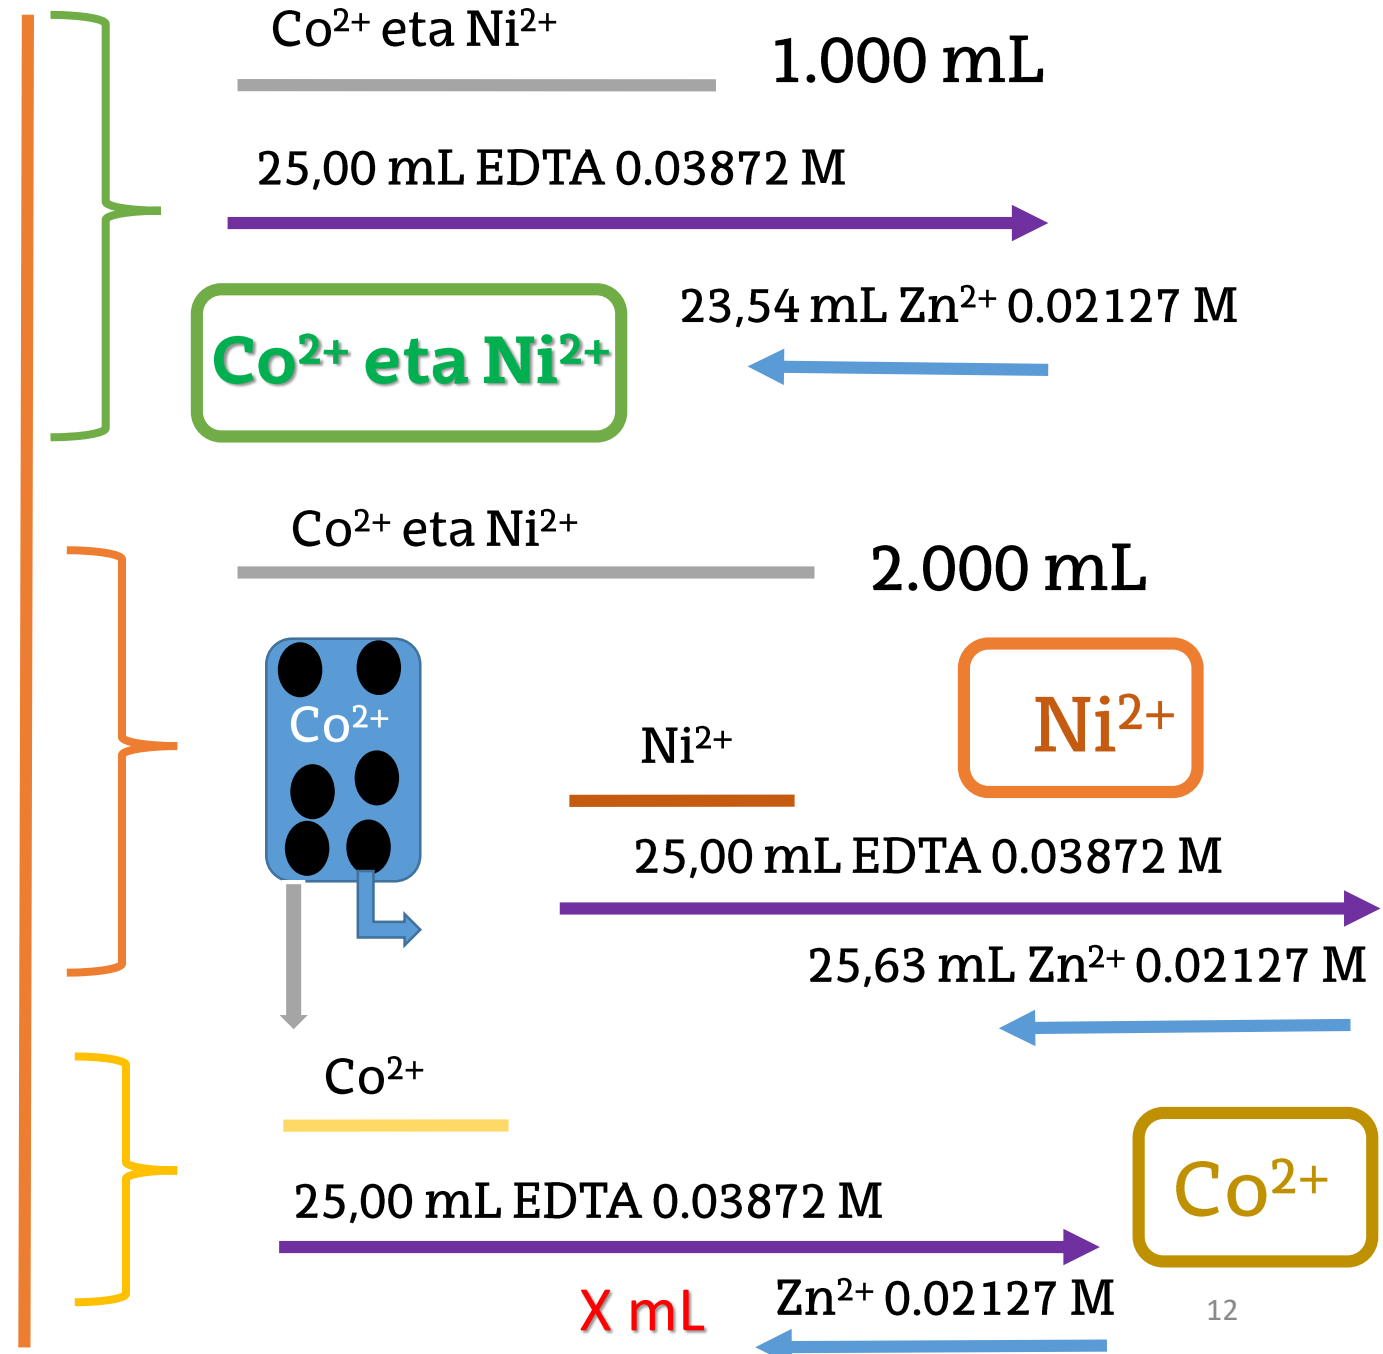 Co²⁺ eta Ni²⁺
1.000 mL
25,00 mL EDTA 0.03872 M
23,54 mL Zn²⁺ 0.02127 M
Co²⁺ eta Ni²⁺
Co²⁺ eta Ni²⁺
2.000 mL
Co²⁺
Ni²⁺
Ni²⁺
25,00 mL EDTA 0.03872 M
25,63 mL Zn²⁺ 0.02127 M
Co²⁺
Co²⁺
25,00 mL EDTA 0.03872 M
X mL Zn²⁺ 0.02127 M
12